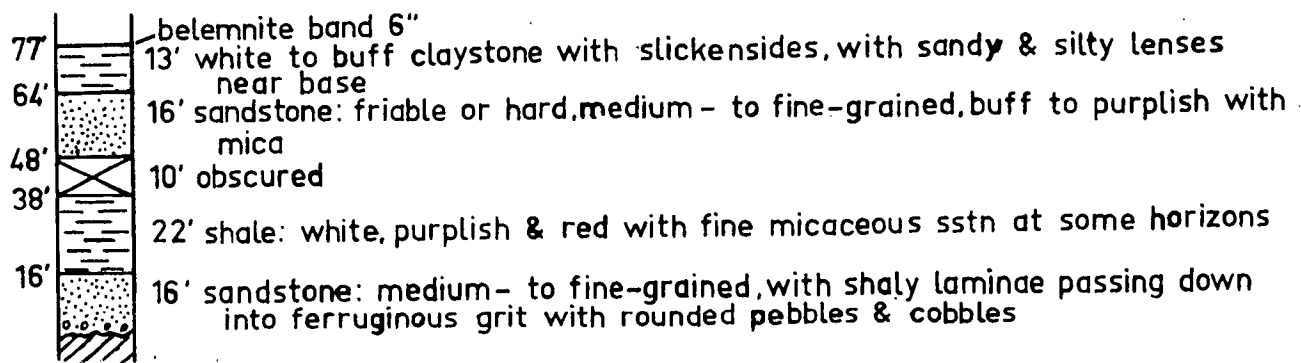 belemnite band 6"
77' 13' white to buff claystone with slickensides, with sandy & silty lenses
near base
64'
16' sandstone: friable or hard, medium- to fine-grained, buff to purplish with
mica
48'
10' obscured
38'
22' shale: white, purplish & red with fine micaceous sstn at some horizons
16'
16' sandstone: medium- to fine-grained, with shaly laminae passing down
into ferruginous grit with rounded pebbles & cobbles